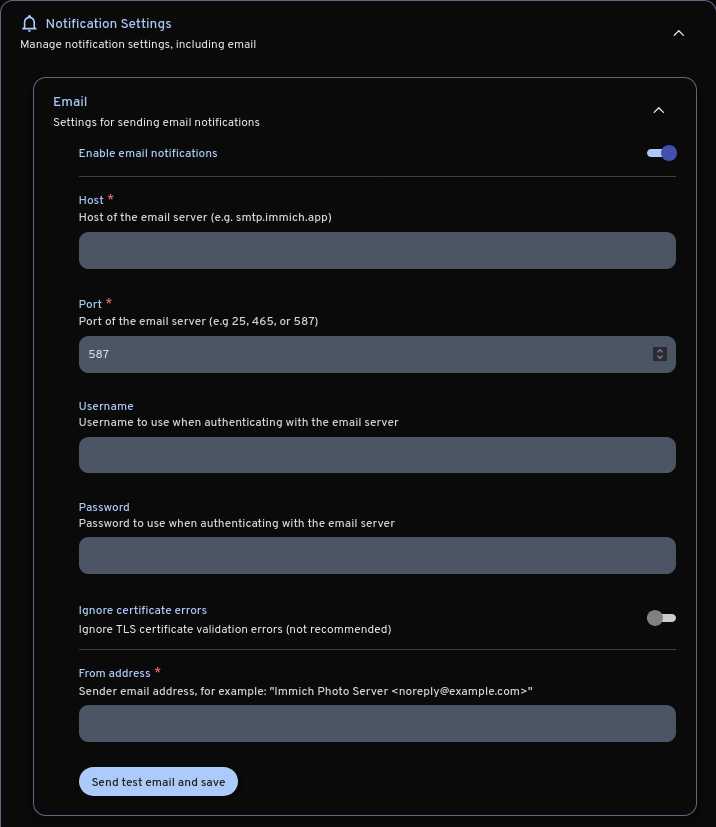 Notification Settings
Manage notification settings, including email
Email
Settings for sending email notifications
Enable email notifications
Host *
Host of the email server (e.g. smtp.immich.app)
Port *
Port of the email server (e.g 25, 465, or 587)
587
Username
Username to use when authenticating with the email server
Password
Password to use when authenticating with the email server
Ignore certificate errors
Ignore TLS certificate validation errors (not recommended)
From address *
Sender email address, for example: "Immich Photo Server <noreply@example.com>"
Send test email and save